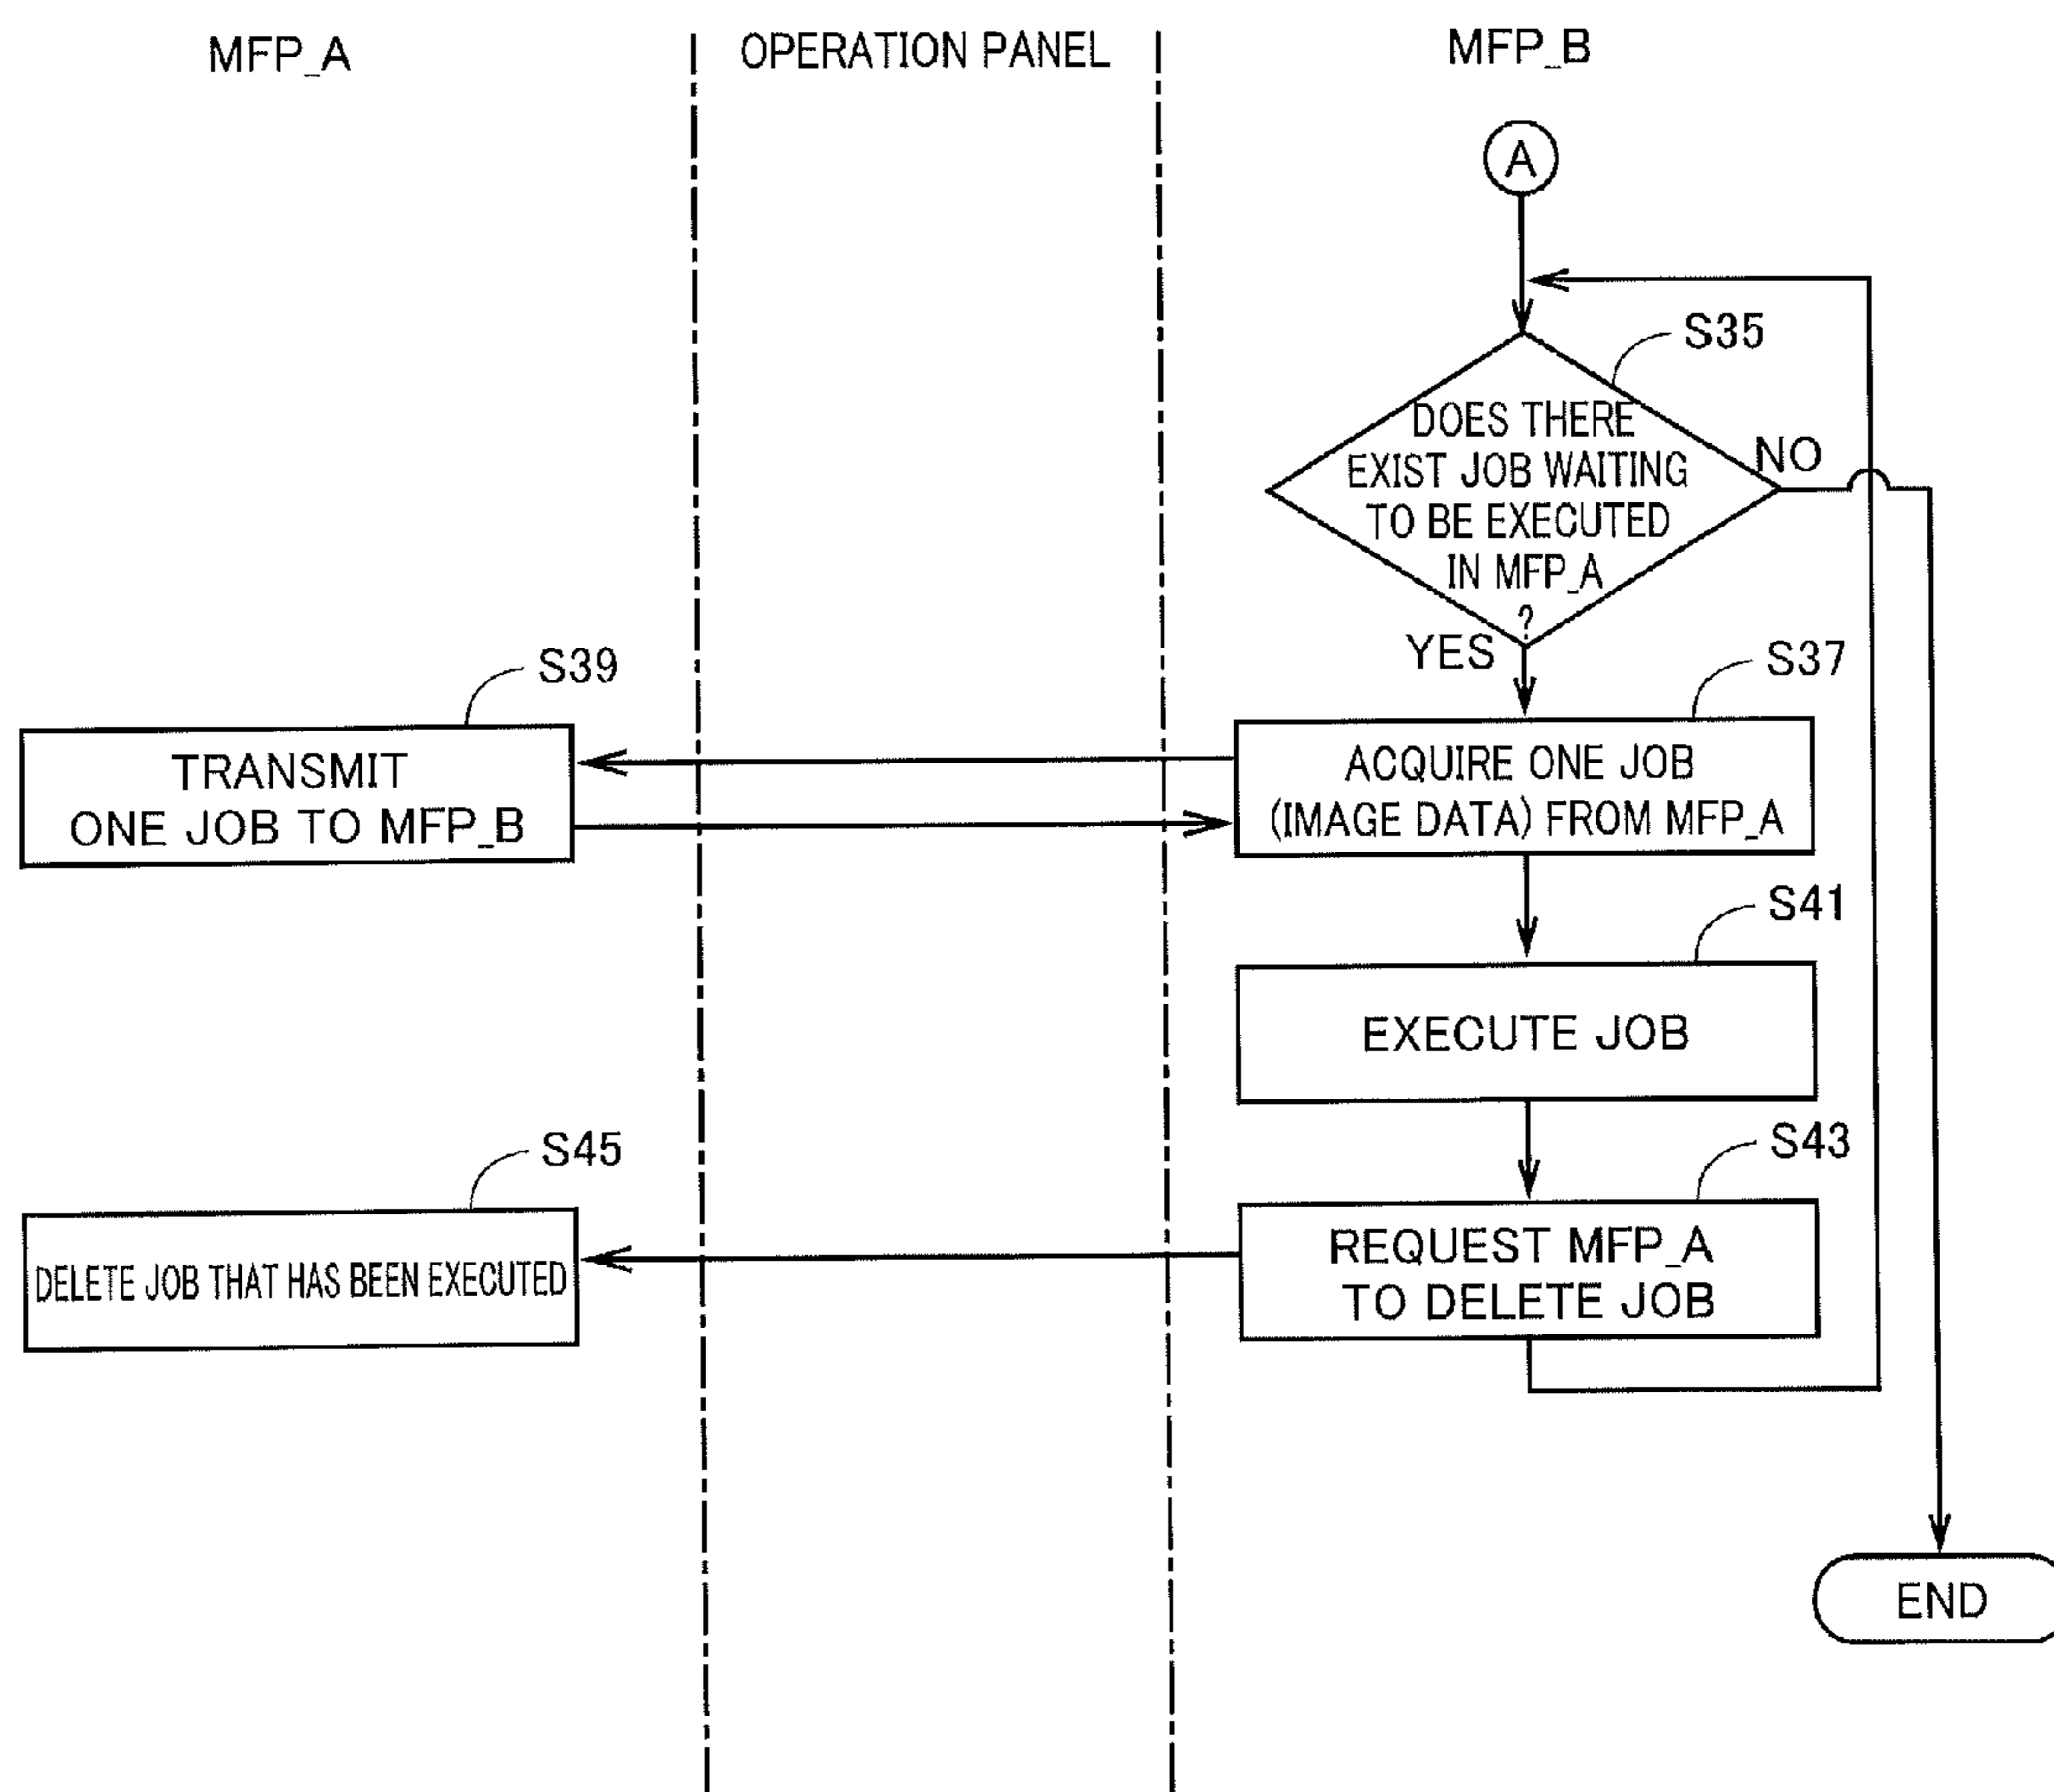 MFP_A
OPERATION PANEL
MFP_B
A
S35
DOES THERE
EXIST JOB WAITING
TO BE EXECUTED
IN MFP_A
?
NO
YES
S39
S37
TRANSMIT
ONE JOB TO MFP_B
ACQUIRE ONE JOB
(IMAGE DATA) FROM MFP_A
S41
EXECUTE JOB
S45
S43
DELETE JOB THAT HAS BEEN EXECUTED
REQUEST MFP_A
TO DELETE JOB
END